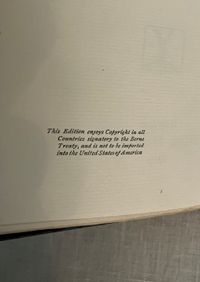 This Edition enjoys Copyright in all
Countries signatory to the Berne
Treaty, and is not to be imported
into the United States of America